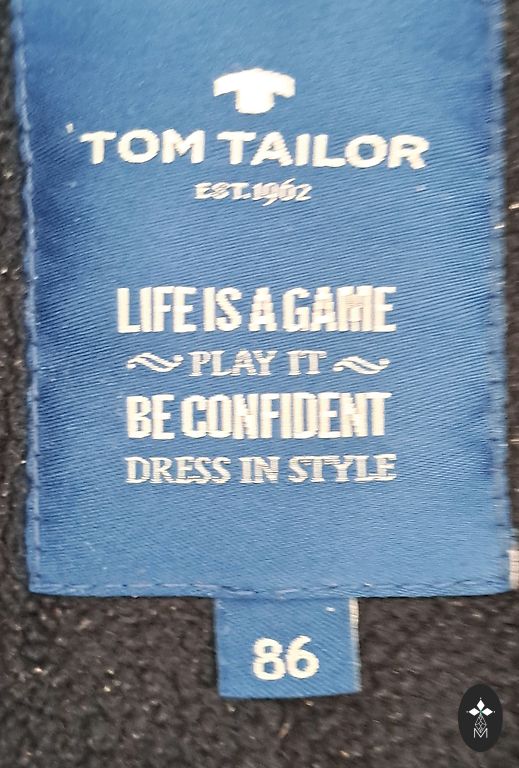 TOM TAILOR
EST.1962
LIFE IS A GAME
PLAY IT
BE CONFIDENT
DRESS IN STYLE
86
M